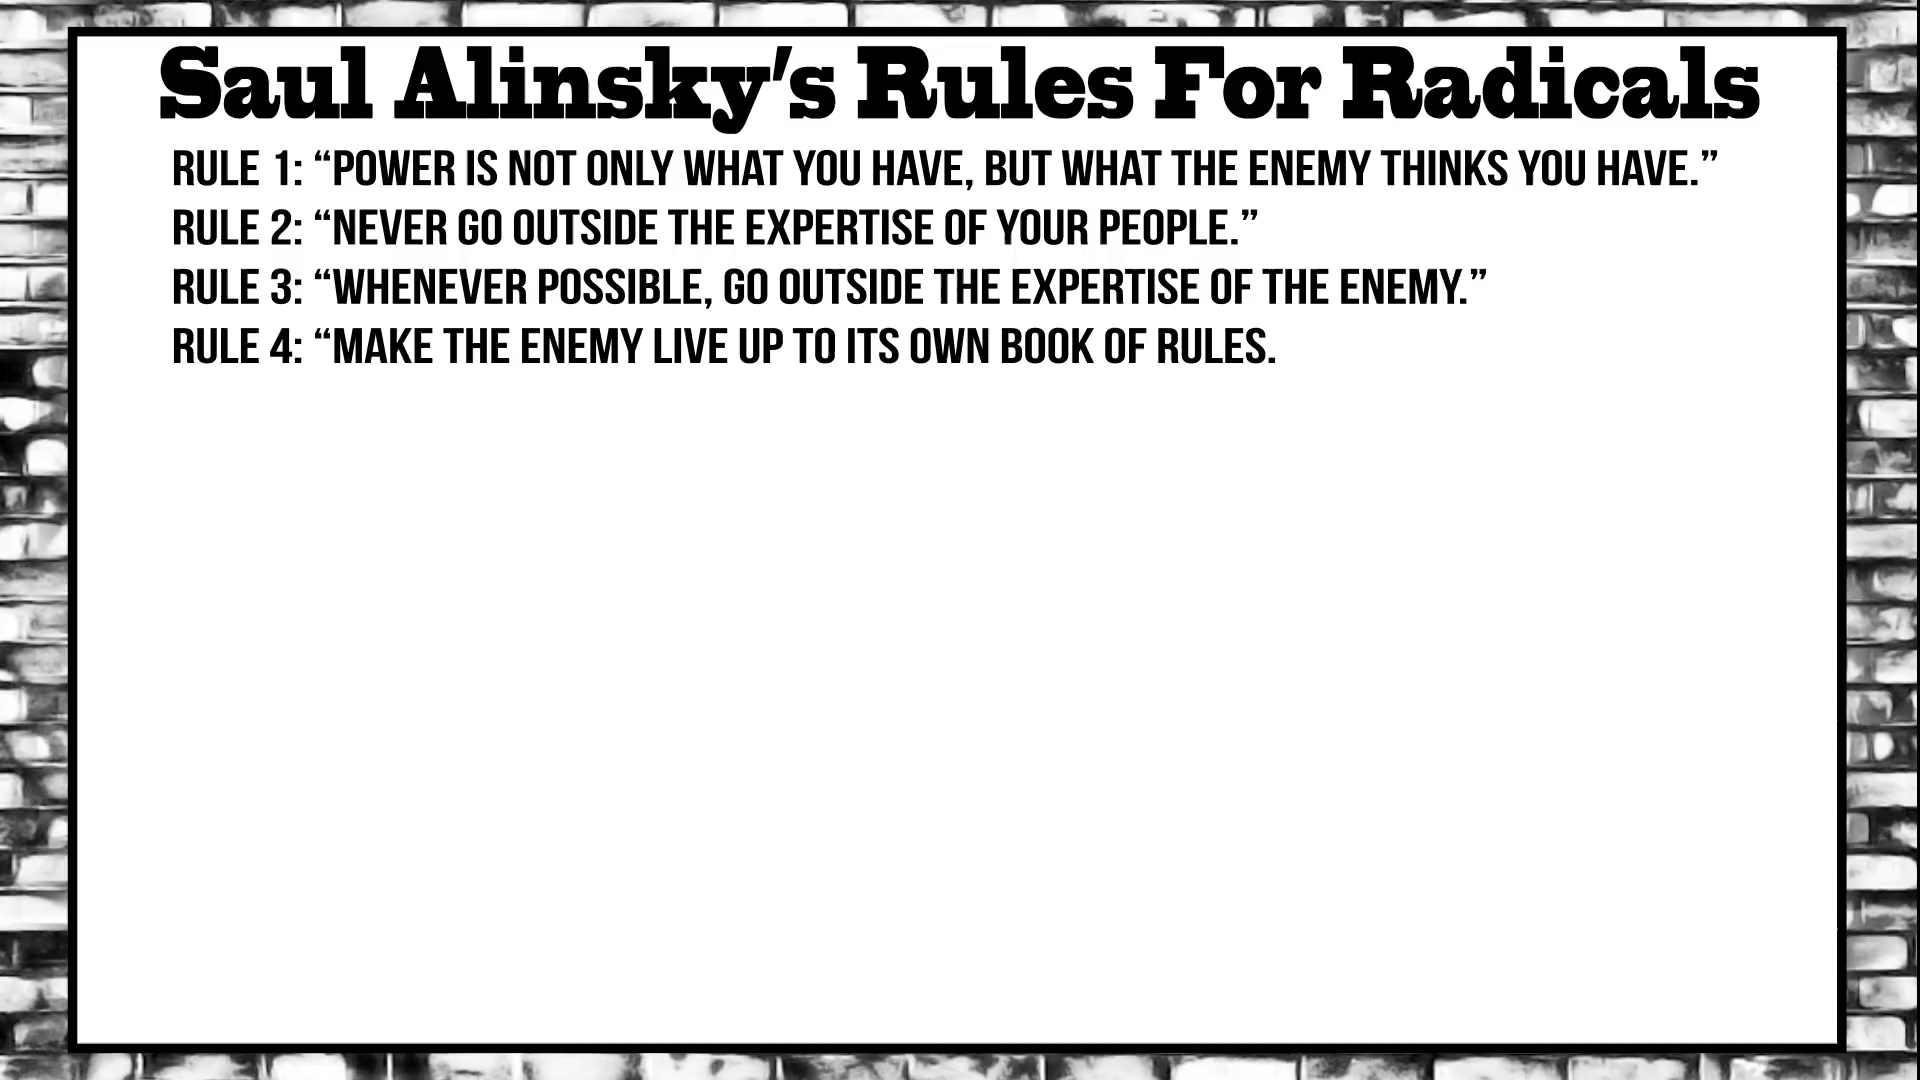 Saul Alinsky's Rules For Radicals
RULE 1: “POWER IS NOT ONLY WHAT YOU HAVE, BUT WHAT THE ENEMY THINKS YOU HAVE.”
RULE 2: “NEVER GO OUTSIDE THE EXPERTISE OF YOUR PEOPLE.”
RULE 3: “WHENEVER POSSIBLE, GO OUTSIDE THE EXPERTISE OF THE ENEMY.”
RULE 4: “MAKE THE ENEMY LIVE UP TO ITS OWN BOOK OF RULES.